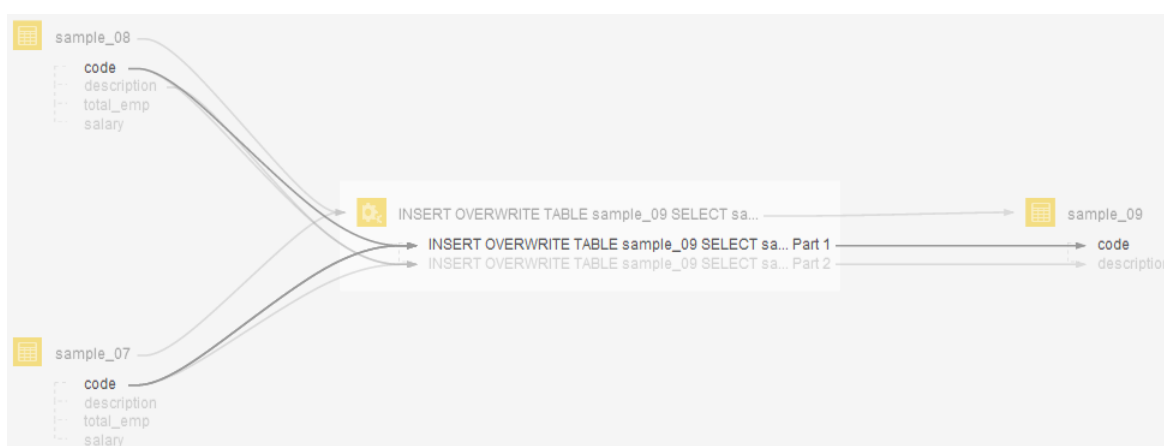 sample_08
code
description
total_emp
salary
INSERT OVERWRITE TABLE sample_09 SELECT sa...
sample_09
INSERT OVERWRITE TABLE sample_09 SELECT sa... Part 1
code
INSERT OVERWRITE TABLE sample_09 SELECT sa... Part 2
description
sample_07
code
description
total_emp
salary